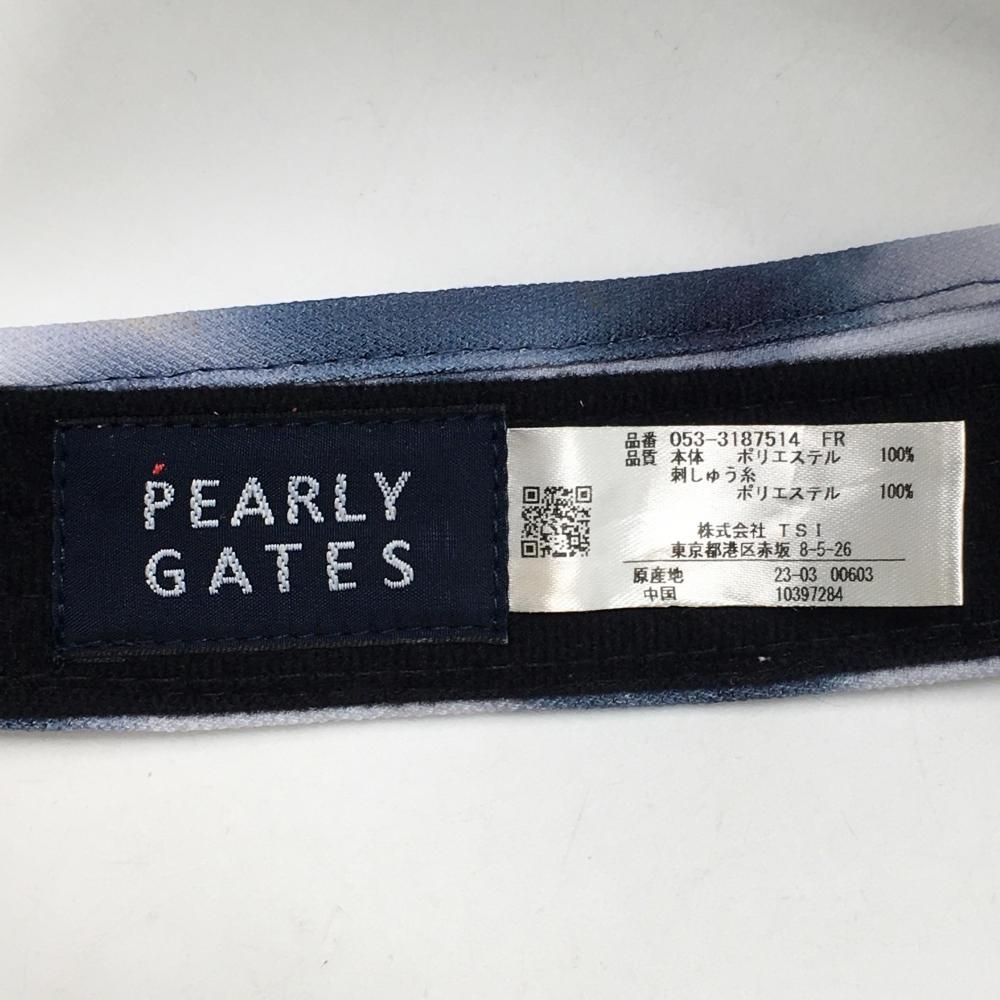 PEARLY
GATES
品番 053-3187514 FR
品質 本体 ポリエステル 100%
刺しゅう糸
ポリエステル 100%
株式会社 TSI
東京都港区赤坂 8-5-26
原産地 23-03 00603
中国 10397284